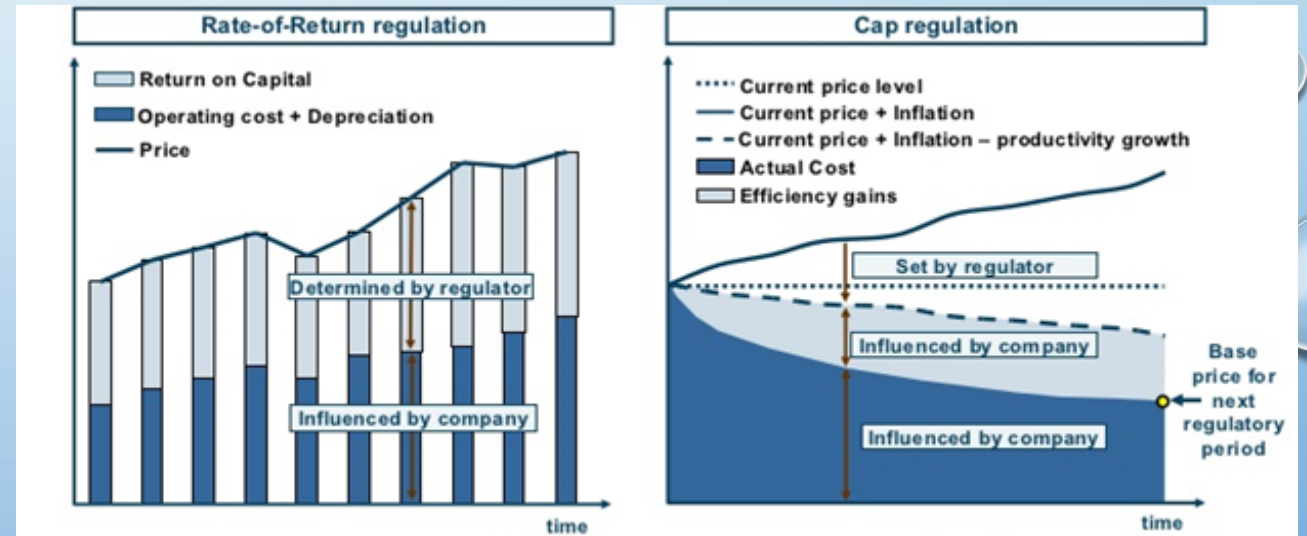 Rate-of-Return regulation
Return on Capital
Operating cost + Depreciation
Price
Determined by regulator
Influenced by company
time
Cap regulation
Current price level
Current price + Inflation
Current price + Inflation – productivity growth
Actual Cost
Efficiency gains
Set by regulator
Influenced by company
Influenced by company
Base
price for
next
regulatory
period
time